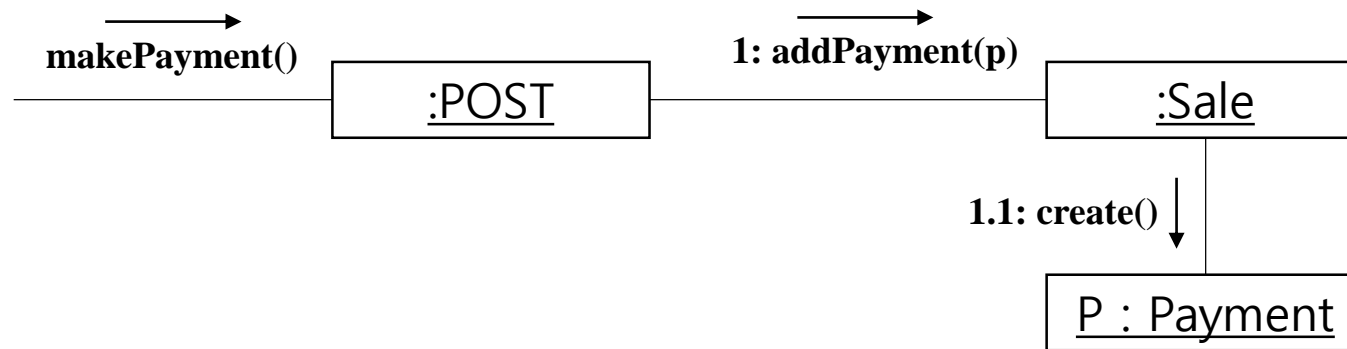 makePayment()
1: addPayment(p)
:POST
:Sale
1.1: create()
P : Payment